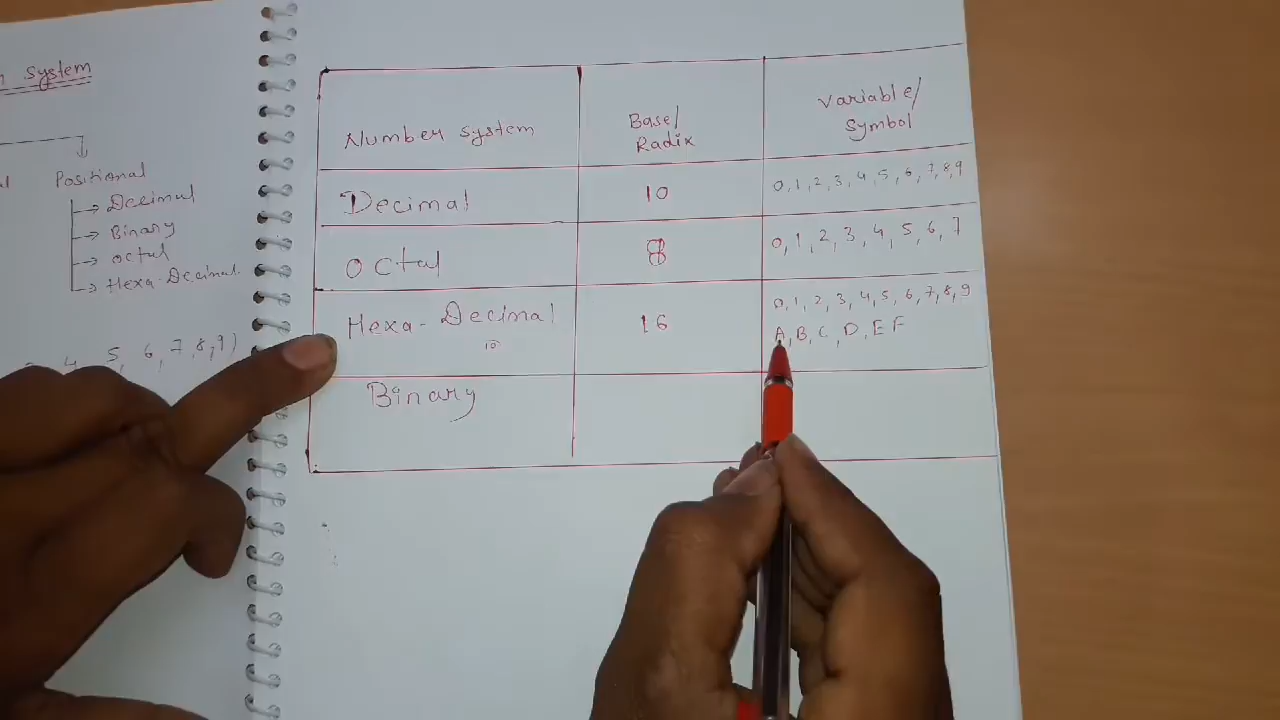 System
Positional
Decimal
Binary
octal
Hexa-Decimal
4, 5, 6, 7, 8, 9)
Number system
Base/
Radix
Variable/
Symbol
Decimal
10
0, 1, 2, 3, 4, 5, 6, 7, 8, 9
Octal
8
0, 1, 2, 3, 4, 5, 6, 7
Hexa-Decimal
10
16
0, 1, 2, 3, 4, 5, 6, 7, 8, 9
A, B, C, D, E F
Binary